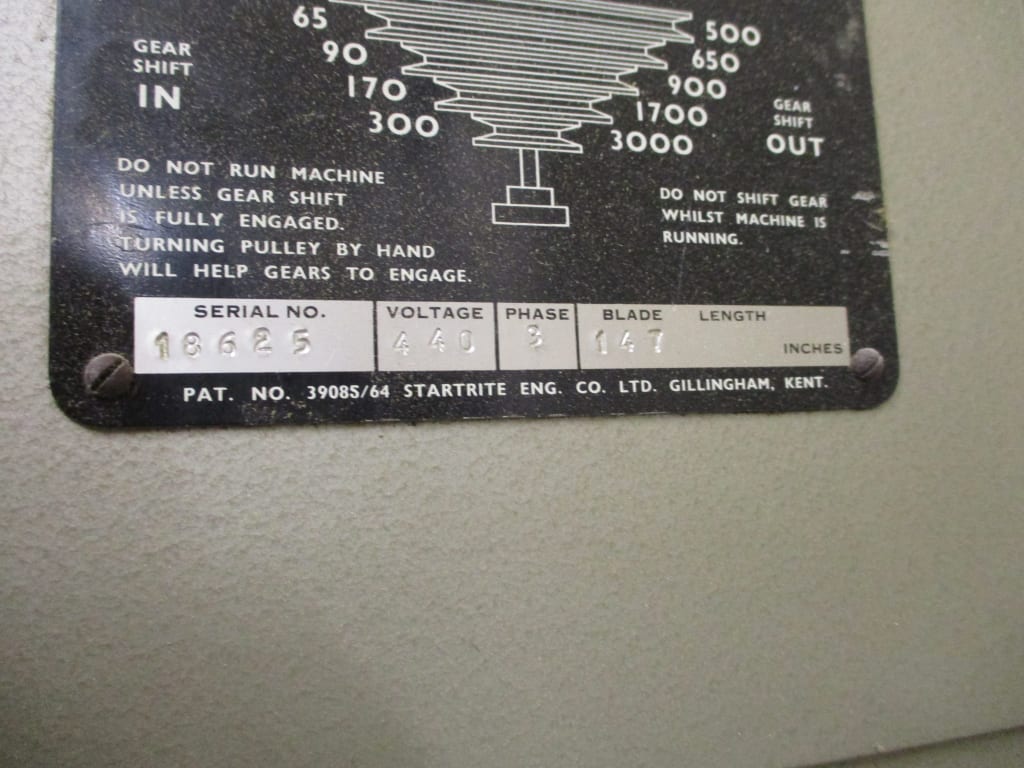 65 500
90 650
170 900
300 1700
3000
GEAR
SHIFT
IN
GEAR
SHIFT
OUT
DO NOT RUN MACHINE
UNLESS GEAR SHIFT
IS FULLY ENGAGED.
TURNING PULLEY BY HAND
WILL HELP GEARS TO ENGAGE.
DO NOT SHIFT GEAR
WHILST MACHINE IS
RUNNING.
SERIAL NO. VOLTAGE PHASE BLADE LENGTH
18625 440 3 147 INCHES
PAT. NO. 39085/64 STARTRITE ENG. CO. LTD. GILLINGHAM, KENT.